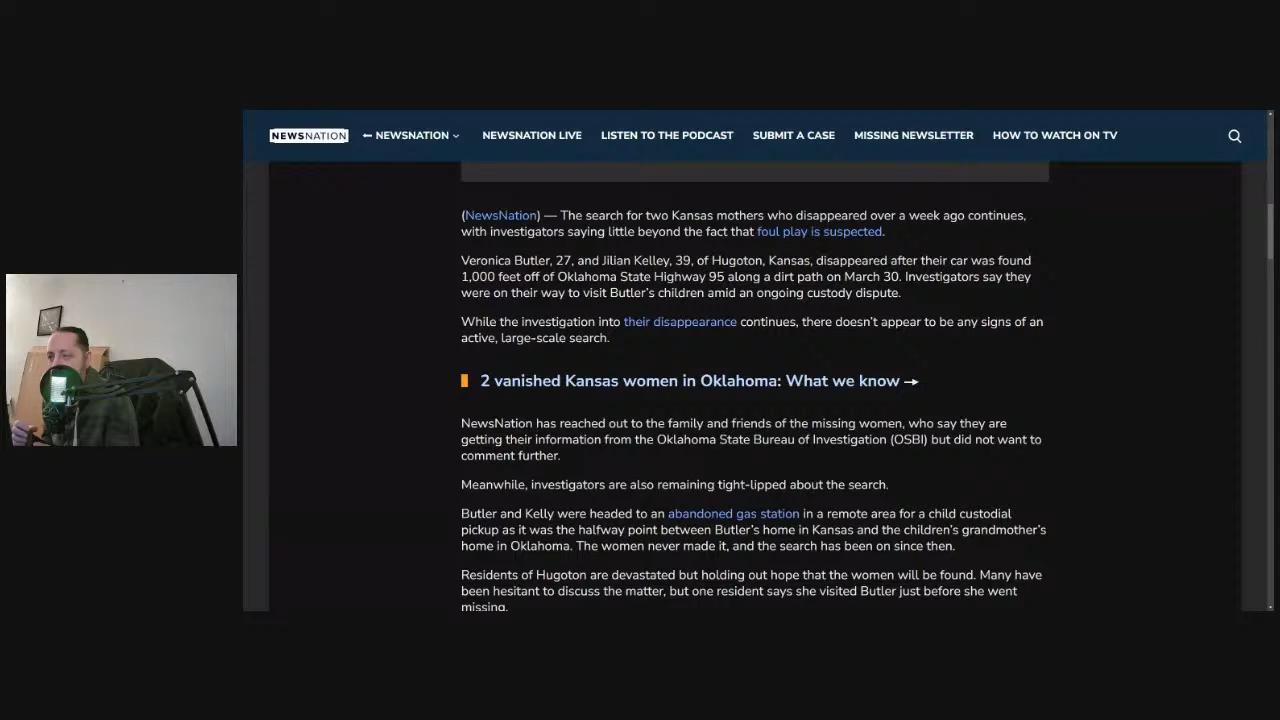 NEWSNATION
NEWSNATION
NEWSNATION LIVE
LISTEN TO THE PODCAST
SUBMIT A CASE
MISSING NEWSLETTER
HOW TO WATCH ON TV
(NewsNation) — The search for two Kansas mothers who disappeared over a week ago continues,
with investigators saying little beyond the fact that foul play is suspected.
Veronica Butler, 27, and Jilian Kelley, 39, of Hugoton, Kansas, disappeared after their car was found
1,000 feet off of Oklahoma State Highway 95 along a dirt path on March 30. Investigators say they
were on their way to visit Butler's children amid an ongoing custody dispute.
While the investigation into their disappearance continues, there doesn't appear to be any signs of an
active, large-scale search.
2 vanished Kansas women in Oklahoma: What we know →
NewsNation has reached out to the family and friends of the missing women, who say they are
getting their information from the Oklahoma State Bureau of Investigation (OSBI) but did not want to
comment further.
Meanwhile, investigators are also remaining tight-lipped about the search.
Butler and Kelly were headed to an abandoned gas station in a remote area for a child custodial
pickup as it was the halfway point between Butler's home in Kansas and the children's grandmother's
home in Oklahoma. The women never made it, and the search has been on since then.
Residents of Hugoton are devastated but holding out hope that the women will be found. Many have
been hesitant to discuss the matter, but one resident says she visited Butler just before she went
missing.